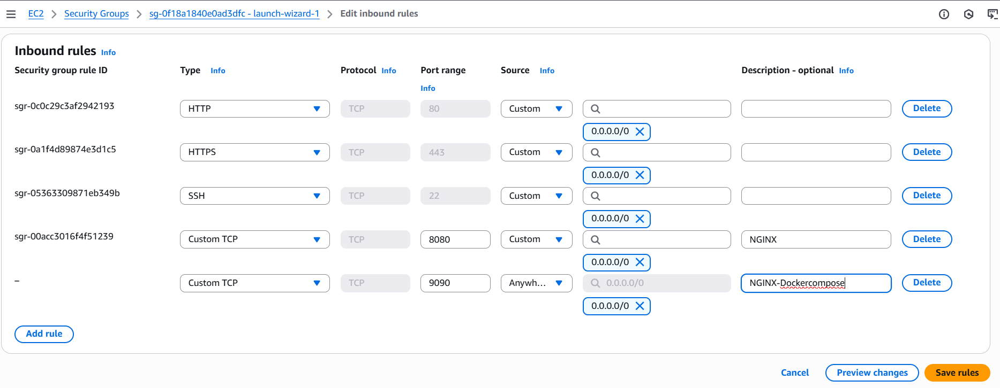 EC2 > Security Groups > sg-0f18a1840e0ad3dfc - launch-wizard-1 > Edit inbound rules
Inbound rules Info
Security group rule ID Type Info Protocol Info Port range Info Source Info Description - optional Info
sgr-0c0c29c3af2942193 HTTP TCP 80 Custom Delete
0.0.0.0/0
sgr-0a1f4d89874e3d1c5 HTTPS TCP 443 Custom Delete
0.0.0.0/0
sgr-05363309871eb349b SSH TCP 22 Custom Delete
0.0.0.0/0
sgr-00acc3016f4f51239 Custom TCP TCP 8080 Custom NGINX Delete
0.0.0.0/0
– Custom TCP TCP 9090 Anywh... 0.0.0.0/0 NGINX-Dockercompose Delete
0.0.0.0/0
Add rule
Cancel Preview changes Save rules